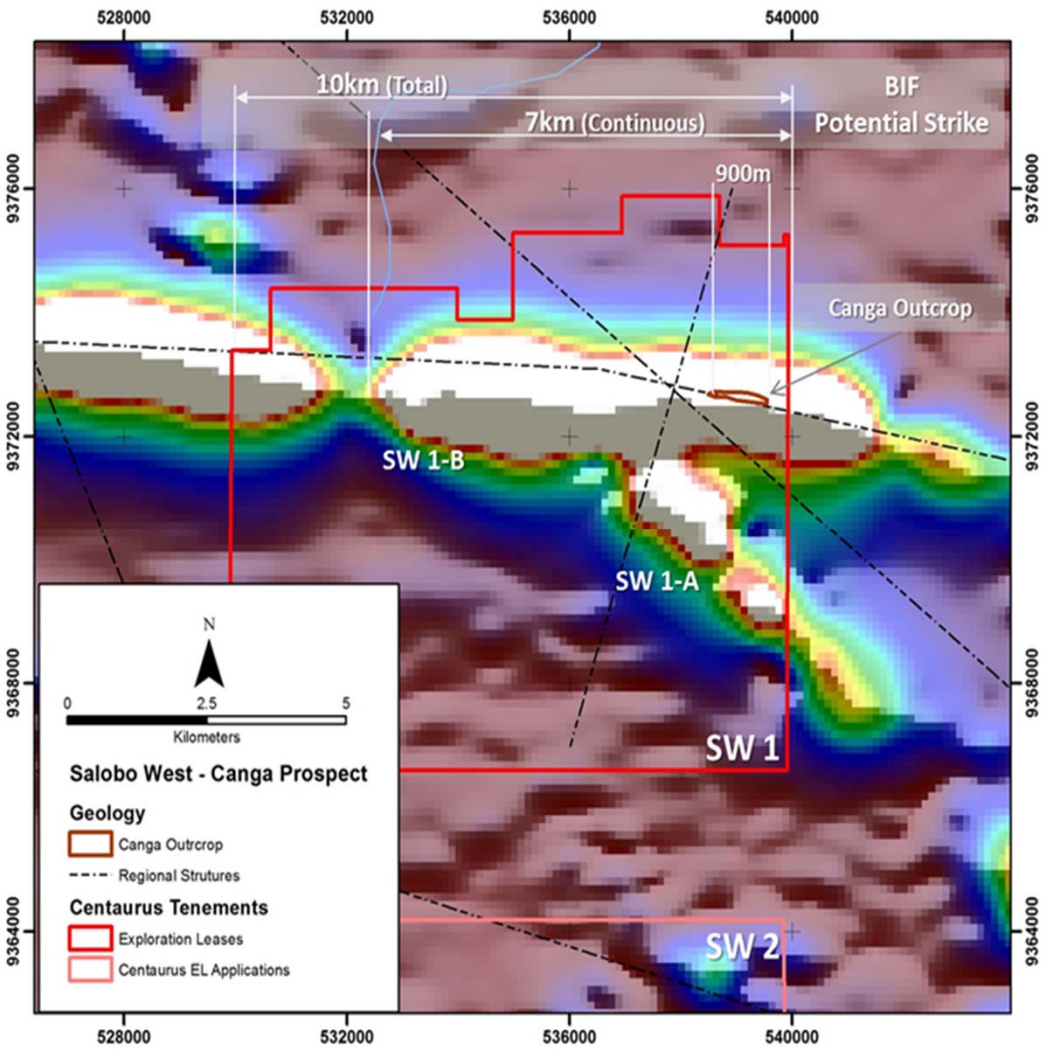 528000
532000
536000
540000
10km (Total)
BIF
7km (Continuous)
Potential Strike
900m
9376000
9376000
Canga Outcrop
9372000
9372000
SW 1-B
SW 1-A
N
0
2.5
5
Kilometers
9368000
9368000
SW 1
Salobo West - Canga Prospect
Geology
Canga Outcrop
Regional Strutures
Centaurus Tenements
Exploration Leases
Centaurus EL Applications
9364000
9364000
SW 2
528000
532000
536000
540000